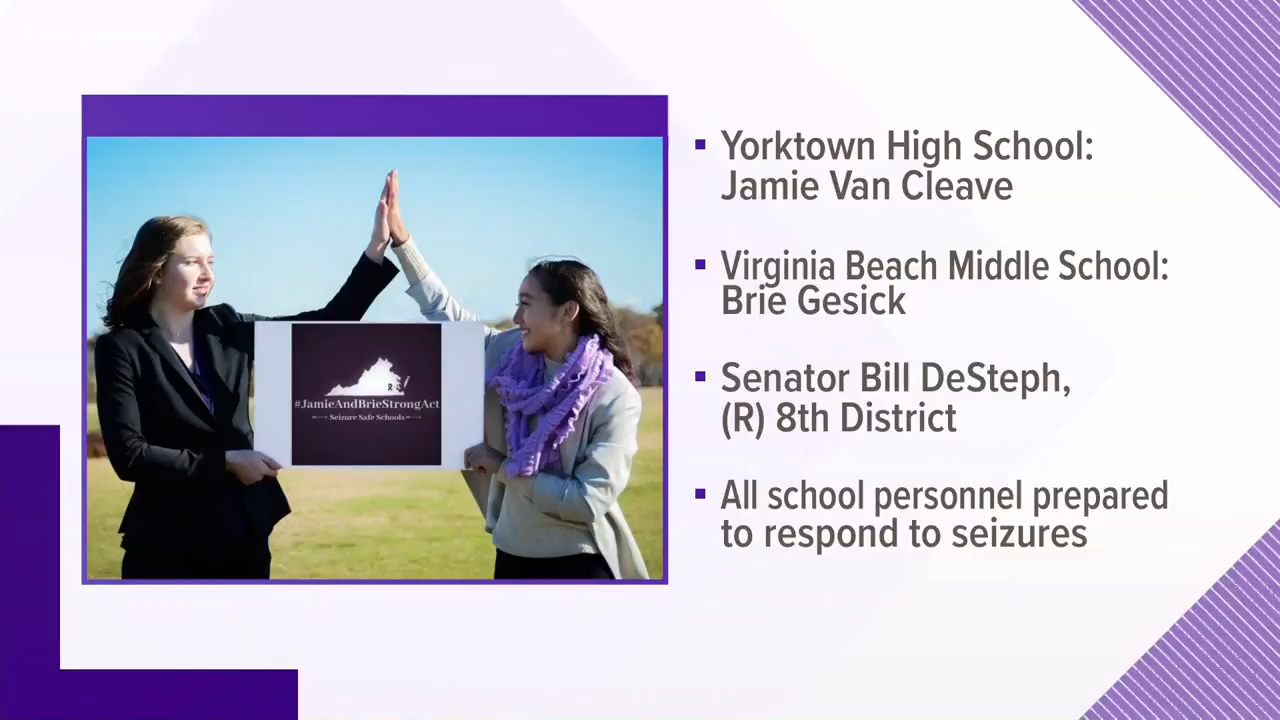 #JamieAndBrieStrongAct
Seizure Safe Schools
Yorktown High School:
Jamie Van Cleave
Virginia Beach Middle School:
Brie Gesick
Senator Bill DeSteph,
(R) 8th District
All school personnel prepared
to respond to seizures